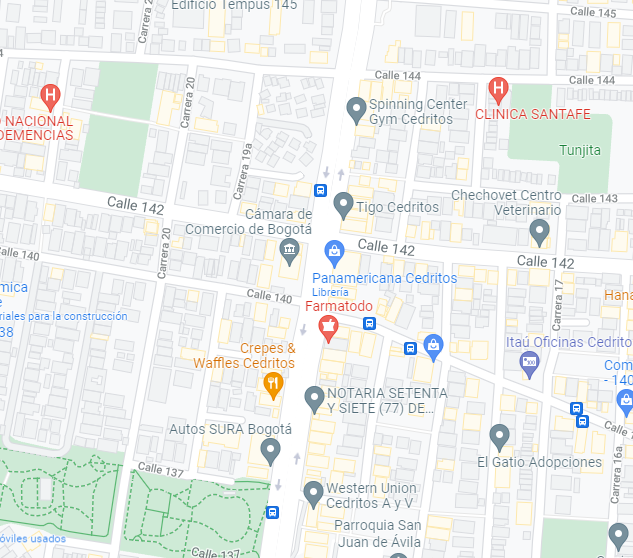 Edificio Tempus 145
Calle 145
Carrera 2
Calle 144
Calle 144
Carrera 20
Spinning Center
Gym Cedritos
CLINICA SANTAFE
NACIONAL
DEMENCIAS
Tunjita
Carrera 19a
Calle 142
Calle 143
Tigo Cedritos
Chechovet Centro
Veterinario
Cámara de
Comercio de Bogotá
Carrera 20
Calle 142
Calle 142
Calle 140
Panamericana Cedritos
Librería
Calle 140
Carrera 17
Hana
ómica
e
riales para la construcción
38
Farmatodo
Crepes &
Waffles Cedritos
Itaú Oficinas Cedrito
Com
- 140
NOTARIA SETENTA
Y SIETE (77) DE...
Autos SURA Bogotá
Calle 1
El Gatio Adopciones
Calle 137
Carrera 16a
Western Union
Cedritos A y V
Parroquia San
Juan de Ávila
óviles usados
Calle 137